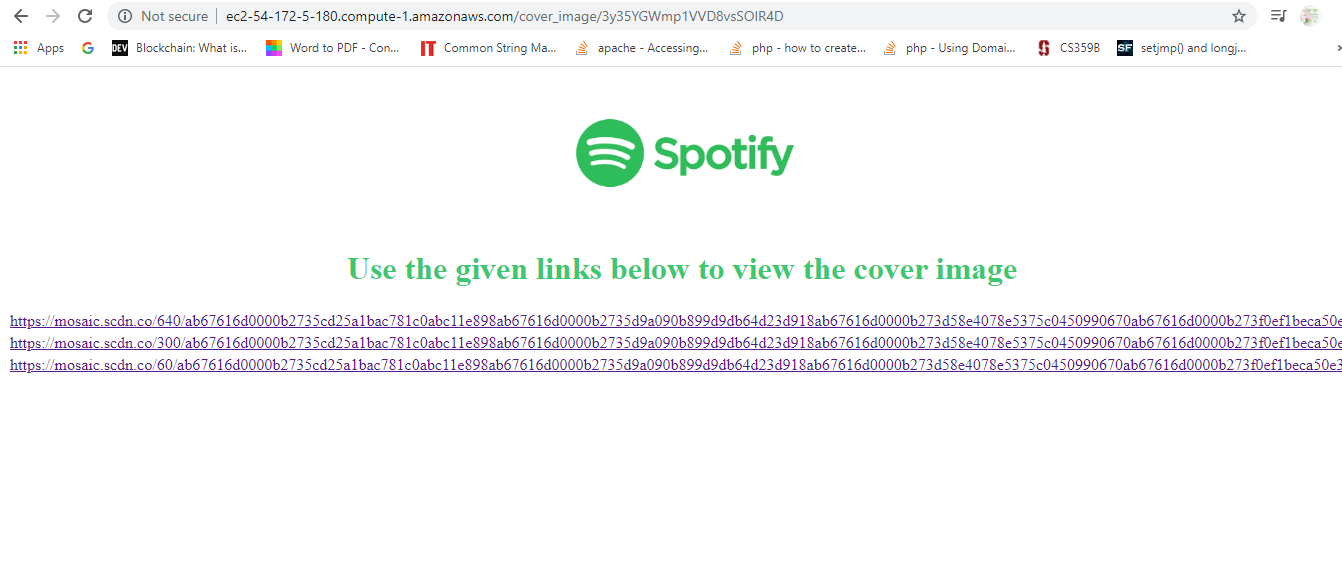 Not secure ec2-54-172-5-180.compute-1.amazonaws.com/cover_image/3y35YGWmp1VVD8vsSOIR4D
Apps DEV Blockchain: What is... Word to PDF - Con... IT Common String Ma... apache - Accessing... php - how to create... php - Using Domai... CS359B SF setjmp() and longj...
Spotify
Use the given links below to view the cover image
https://mosaic.scdn.co/640/ab67616d0000b2735cd25a1bac781c0abc11e898ab67616d0000b2735d9a090b899d9db64d23d918ab67616d0000b273d58e4078e5375c0450990670ab67616d0000b273f0ef1beca50e
https://mosaic.scdn.co/300/ab67616d0000b2735cd25a1bac781c0abc11e898ab67616d0000b2735d9a090b899d9db64d23d918ab67616d0000b273d58e4078e5375c0450990670ab67616d0000b273f0ef1beca50e
https://mosaic.scdn.co/60/ab67616d0000b2735cd25a1bac781c0abc11e898ab67616d0000b2735d9a090b899d9db64d23d918ab67616d0000b273d58e4078e5375c0450990670ab67616d0000b273f0ef1beca50e3